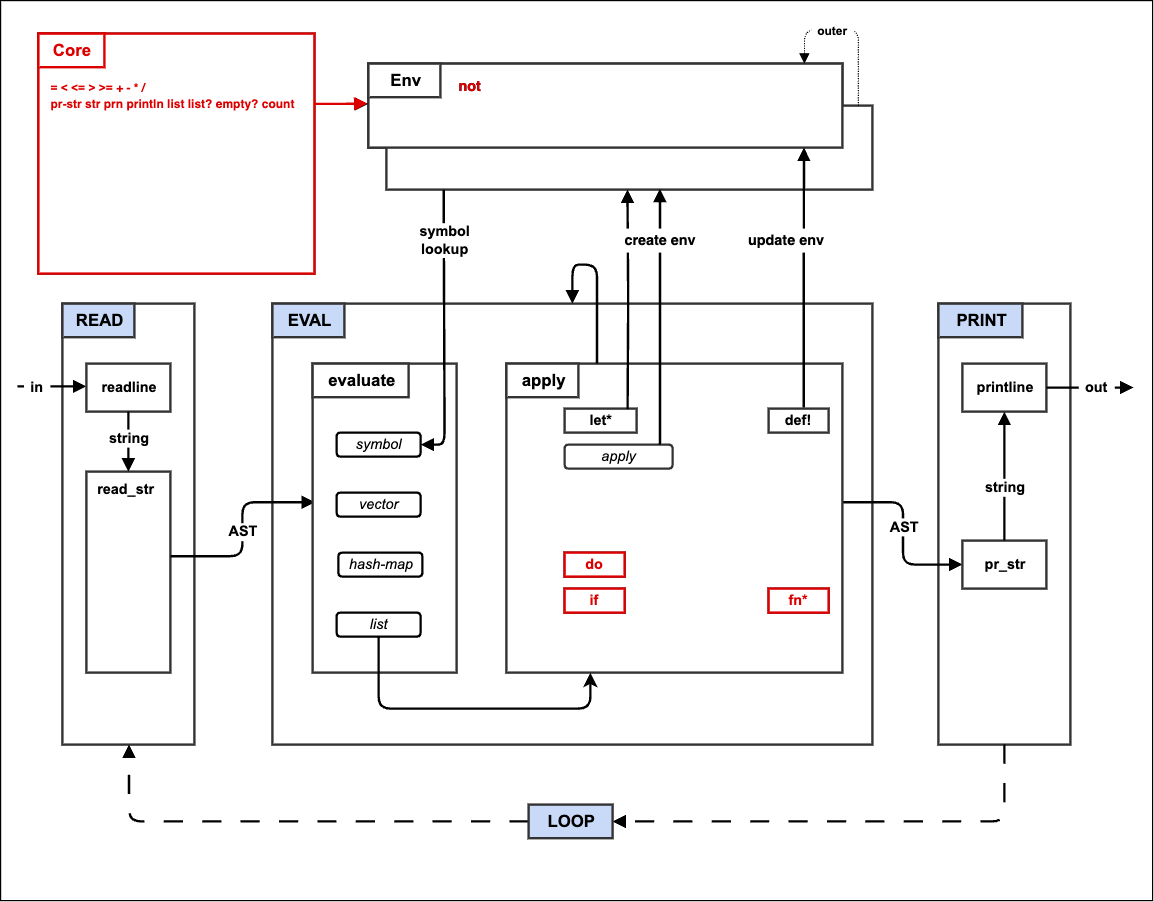 outer
Core
= < <= > >= + - * /
pr-str str prn println list list? empty? count
Env
not
symbol
lookup
create env
update env
READ
in
readline
string
read_str
AST
EVAL
evaluate
symbol
vector
hash-map
list
apply
let*
def!
apply
do
if
fn*
AST
PRINT
printline
out
string
pr_str
LOOP